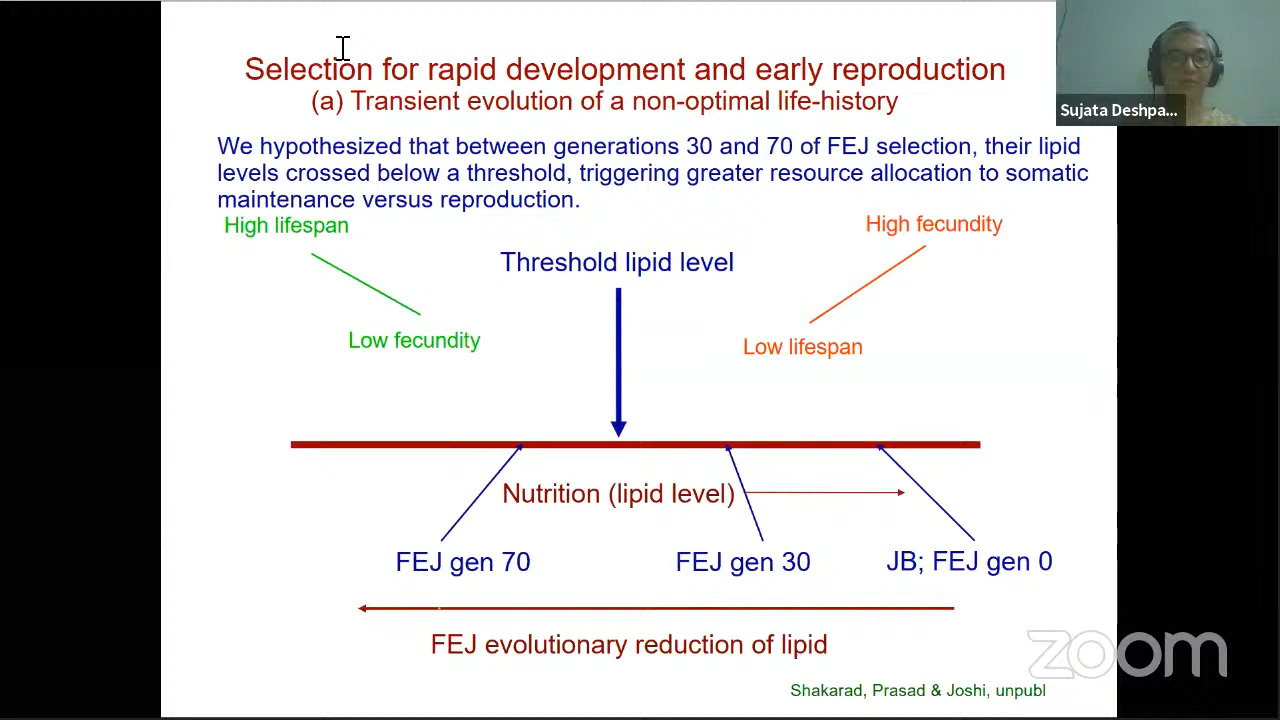 Selection for rapid development and early reproduction
(a) Transient evolution of a non-optimal life-history
Sujata Deshpa...
We hypothesized that between generations 30 and 70 of FEJ selection, their lipid
levels crossed below a threshold, triggering greater resource allocation to somatic
maintenance versus reproduction.
High lifespan
High fecundity
Threshold lipid level
Low fecundity
Low lifespan
Nutrition (lipid level)
FEJ gen 70
FEJ gen 30
JB; FEJ gen 0
FEJ evolutionary reduction of lipid
zoom
Shakarad, Prasad & Joshi, unpubl